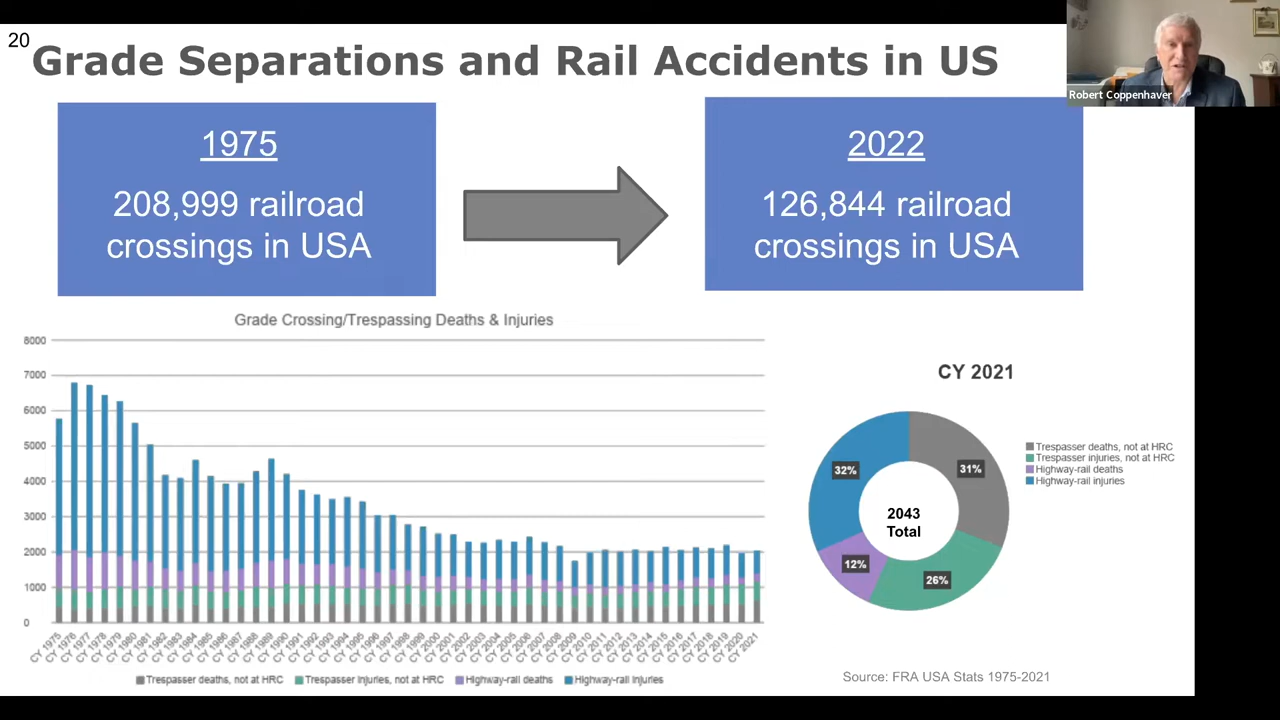 20
Grade Separations and Rail Accidents in US
Robert Coppenhaver
1975
208,999 railroad
crossings in USA
2022
126,844 railroad
crossings in USA
Grade Crossing/Trespassing Deaths & Injuries
8000
7000
6000
5000
4000
3000
2000
1000
0
CY 1975
CY 1976
CY 1977
CY 1978
CY 1979
CY 1980
CY 1981
CY 1982
CY 1983
CY 1984
CY 1985
CY 1986
CY 1987
CY 1988
CY 1989
CY 1990
CY 1991
CY 1992
CY 1993
CY 1994
CY 1995
CY 1996
CY 1997
CY 1998
CY 1999
CY 2000
CY 2001
CY 2002
CY 2003
CY 2004
CY 2005
CY 2006
CY 2007
CY 2008
CY 2009
CY 2010
CY 2011
CY 2012
CY 2013
CY 2014
CY 2015
CY 2016
CY 2017
CY 2018
CY 2019
CY 2020
CY 2021
Trespasser deaths, not at HRC Trespasser injuries, not at HRC Highway-rail deaths Highway-rail injuries
CY 2021
32%
31%
12%
26%
2043
Total
Trespasser deaths, not at HRC
Trespasser injuries, not at HRC
Highway-rail deaths
Highway-rail injuries
Source: FRA USA Stats 1975-2021